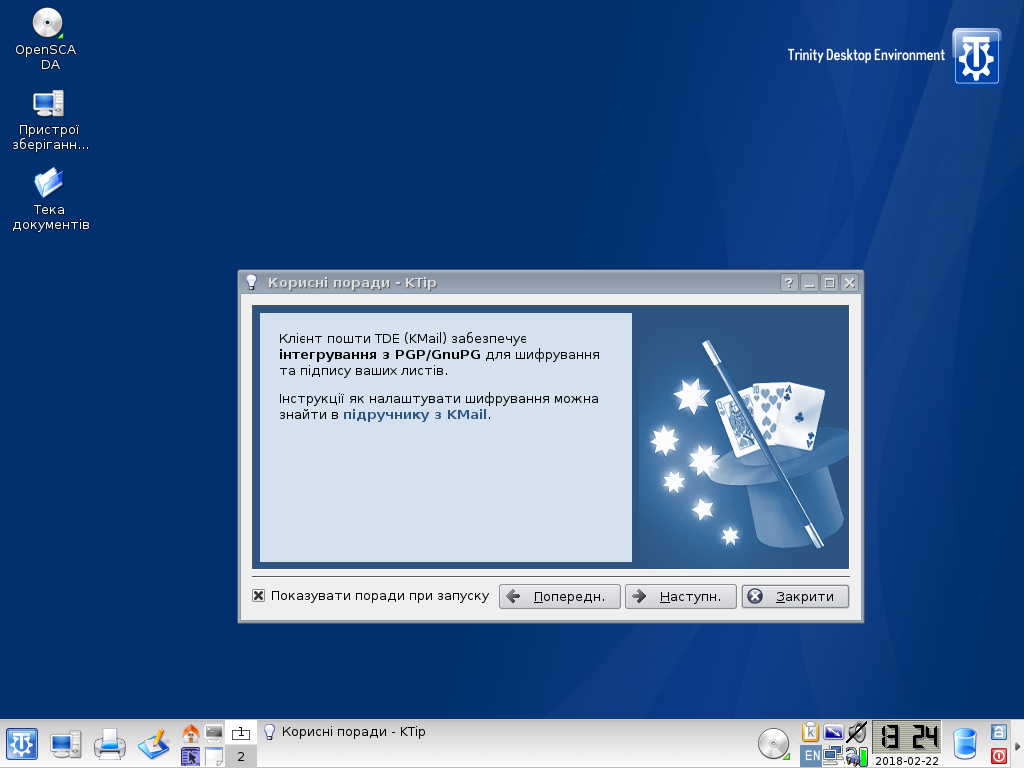 OpenSCA
DA
Trinity Desktop Environment
Пристрої
зберіганн...
Тека
документів
Корисні поради - KTip
?
Клієнт пошти TDE (KMail) забезпечує
інтегрування з PGP/GnuPG для шифрування
та підпису ваших листів.
Інструкції як налаштувати шифрування можна
знайти в підручнику з KMail.
Показувати поради при запуску
Попередн.
Наступн.
Закрити
1
2
Корисні поради - KTip
k
EN
13 24
2018-02-22